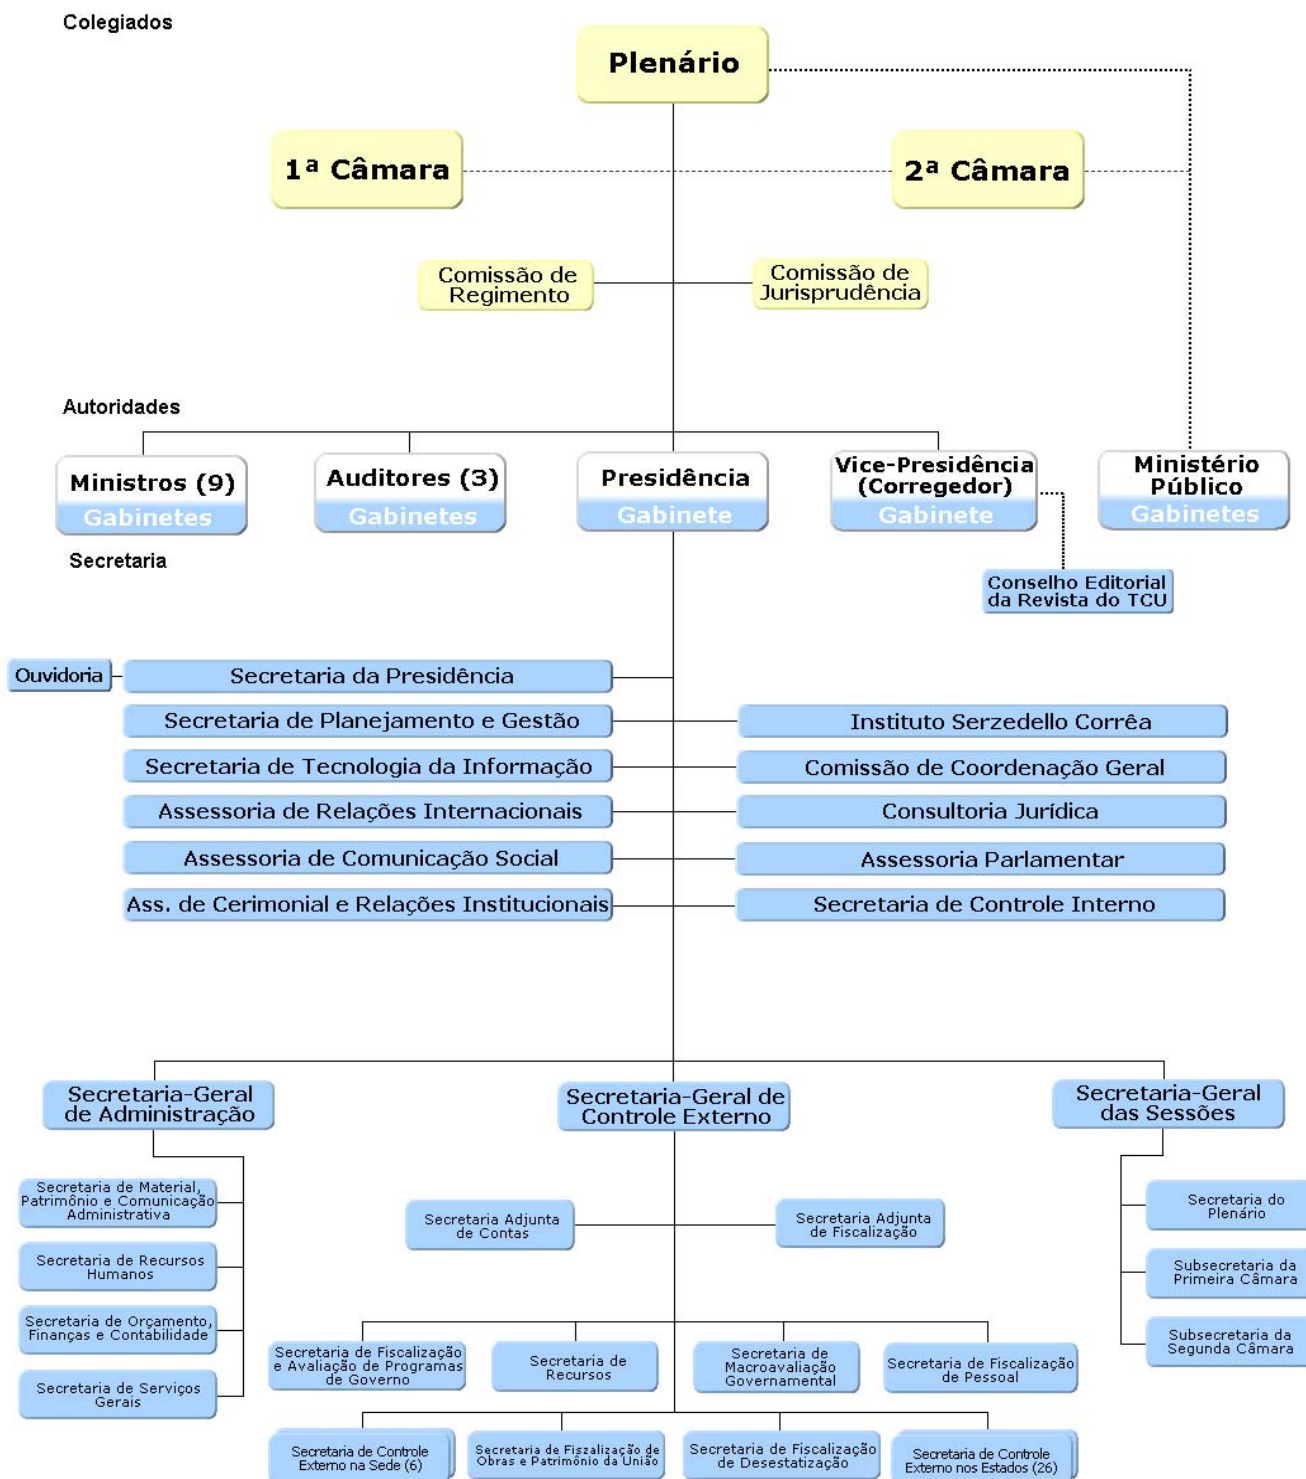 Colegiados
Plenário
1ª Câmara
2ª Câmara
Comissão de
Regimento
Comissão de
Jurisprudência
Autoridades
Ministros (9)
Gabinetes
Auditores (3)
Gabinetes
Presidência
Gabinete
Vice-Presidência
(Corregedor)
Gabinete
Ministério
Público
Gabinetes
Secretaria
Conselho Editorial
da Revista do TCU
Ouvidoria
Secretaria da Presidência
Secretaria de Planejamento e Gestão
Instituto Serzedello Corrêa
Secretaria de Tecnologia da Informação
Comissão de Coordenação Geral
Assessoria de Relações Internacionais
Consultoria Jurídica
Assessoria de Comunicação Social
Assessoria Parlamentar
Ass. de Cerimonial e Relações Institucionais
Secretaria de Controle Interno
Secretaria-Geral
de Administração
Secretaria-Geral de
Controle Externo
Secretaria-Geral
das Sessões
Secretaria de Material,
Patrimônio e Comunicação
Administrativa
Secretaria de Recursos
Humanos
Secretaria de Orçamento,
Finanças e Contabilidade
Secretaria de Serviços
Gerais
Secretaria Adjunta
de Contas
Secretaria Adjunta
de Fiscalização
Secretaria do
Plenário
Subsecretaria da
Primeira Câmara
Subsecretaria da
Segunda Câmara
Secretaria de Fiscalização
e Avaliação de Programas
de Governo
Secretaria de
Recursos
Secretaria de
Macroavaliação
Governamental
Secretaria de Fiscalização
de Pessoal
Secretaria de Controle
Externo na Sede (6)
Secretaria de Fiszalização de
Obras e Patrimônio da União
Secretaria de Fiscalização
de Desestatização
Secretaria de Controle
Externo nos Estados (26)